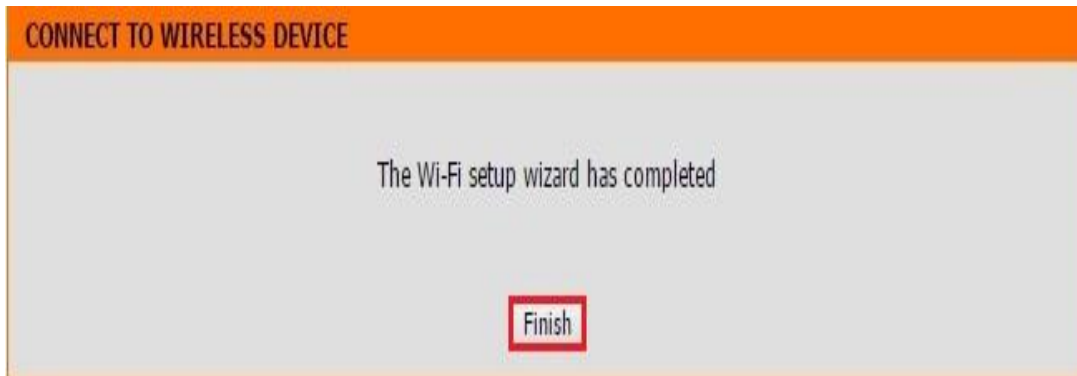 CONNECT TO WIRELESS DEVICE
The Wi-Fi setup wizard has completed
Finish